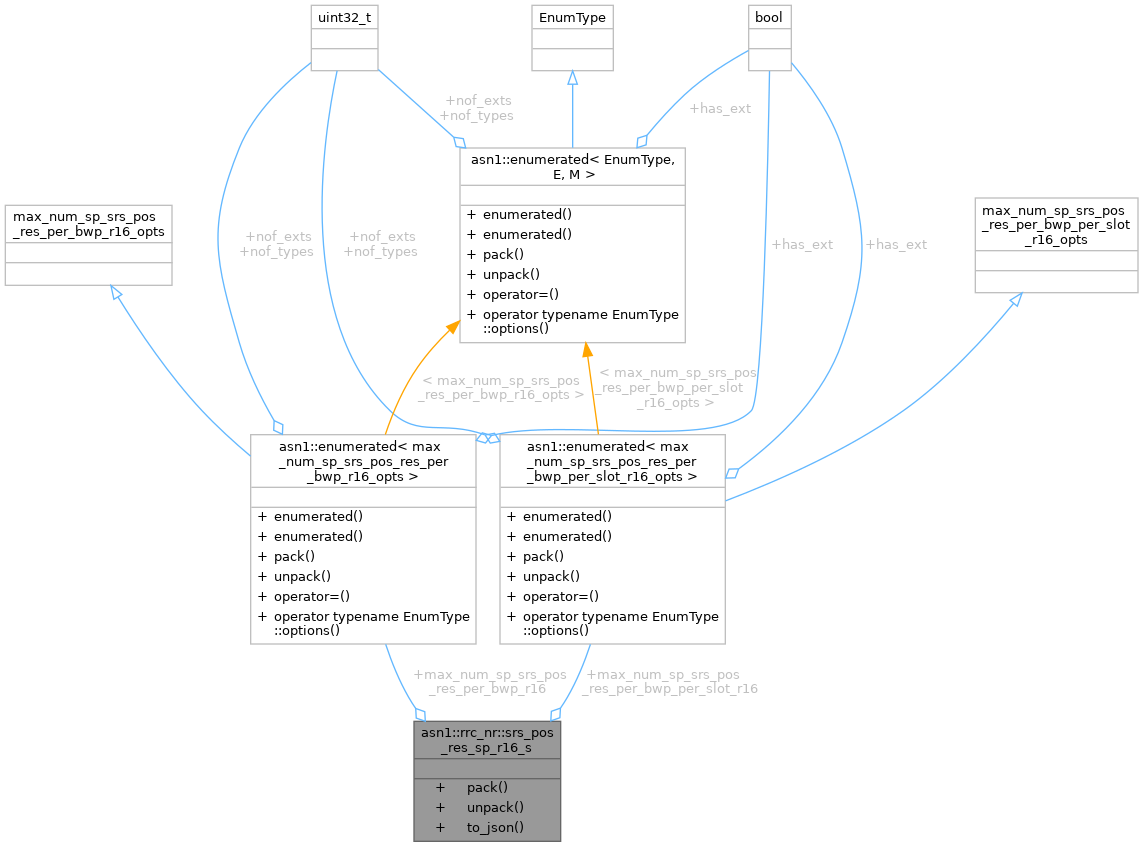 uint32_t
EnumType
bool
+nof_exts
+nof_types
+has_ext
asn1::enumerated< EnumType,
E, M >
+ enumerated()
+ enumerated()
+ pack()
+ unpack()
+ operator=()
+ operator typename EnumType
::options()
max_num_sp_srs_pos
_res_per_bwp_r16_opts
max_num_sp_srs_pos
_res_per_bwp_per_slot
_r16_opts
+nof_exts
+nof_types
+nof_exts
+nof_types
+has_ext
+has_ext
< max_num_sp_srs_pos
_res_per_bwp_r16_opts >
< max_num_sp_srs_pos
_res_per_bwp_per_slot
_r16_opts >
asn1::enumerated< max
_num_sp_srs_pos_res_per
_bwp_r16_opts >
+ enumerated()
+ enumerated()
+ pack()
+ unpack()
+ operator=()
+ operator typename EnumType
::options()
asn1::enumerated< max
_num_sp_srs_pos_res_per
_bwp_per_slot_r16_opts >
+ enumerated()
+ enumerated()
+ pack()
+ unpack()
+ operator=()
+ operator typename EnumType
::options()
+max_num_sp_srs_pos
_res_per_bwp_r16
+max_num_sp_srs_pos
_res_per_bwp_per_slot_r16
asn1::rrc_nr::srs_pos
_res_sp_r16_s
+ pack()
+ unpack()
+ to_json()